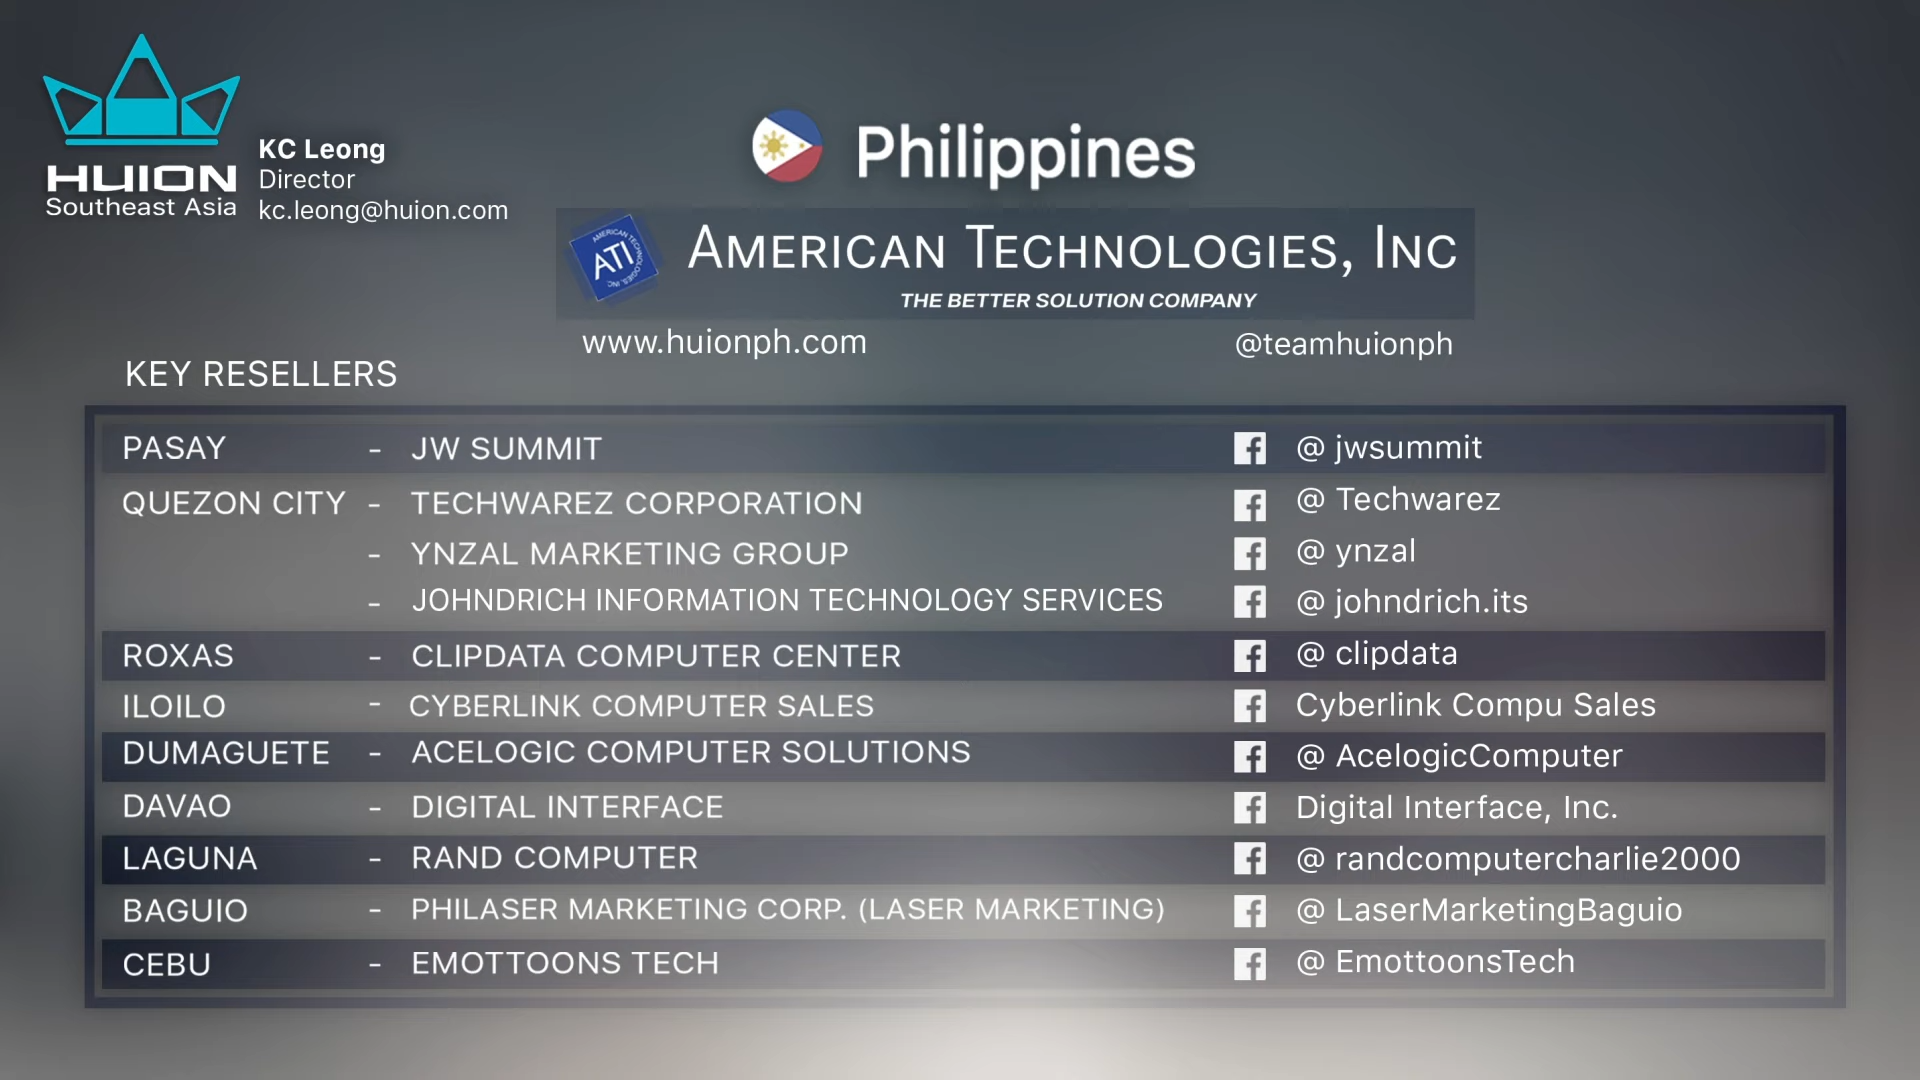 HUION
Southeast Asia
KC Leong
Director
kc.leong@huion.com
Philippines
AMERICAN TECHNOLOGIES, INC
ATI
AMERICAN TECHNOLOGIES, INC
THE BETTER SOLUTION COMPANY
www.huionph.com @teamhuionph
KEY RESELLERS
PASAY - JW SUMMIT @ jwsummit
QUEZON CITY - TECHWAREZ CORPORATION @ Techwarez
- YNZAL MARKETING GROUP @ ynzal
- JOHNDRICH INFORMATION TECHNOLOGY SERVICES @ johndrich.its
ROXAS - CLIPDATA COMPUTER CENTER @ clipdata
ILOILO - CYBERLINK COMPUTER SALES Cyberlink Compu Sales
DUMAGUETE - ACELOGIC COMPUTER SOLUTIONS @ AcelogicComputer
DAVAO - DIGITAL INTERFACE Digital Interface, Inc.
LAGUNA - RAND COMPUTER @ randcomputercharlie2000
BAGUIO - PHILASER MARKETING CORP. (LASER MARKETING) @ LaserMarketingBaguio
CEBU - EMOTTOONS TECH @ EmottoonsTech